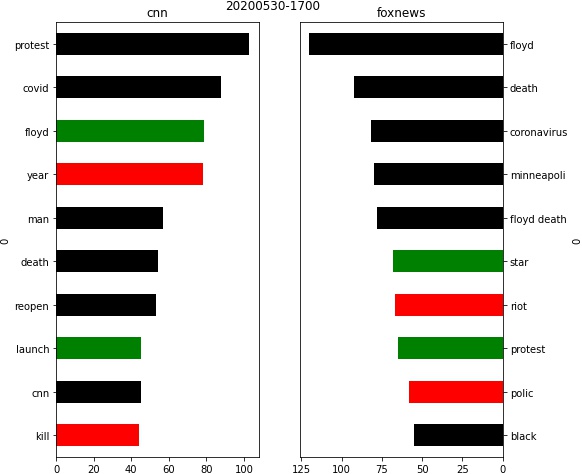 20200530-1700
cnn
foxnews
protest
covid
floyd
year
man
death
reopen
launch
cnn
kill
0
0 20 40 60 80 100
floyd
death
coronavirus
minneapoli
floyd death
star
riot
protest
polic
black
0
125 100 75 50 25 0